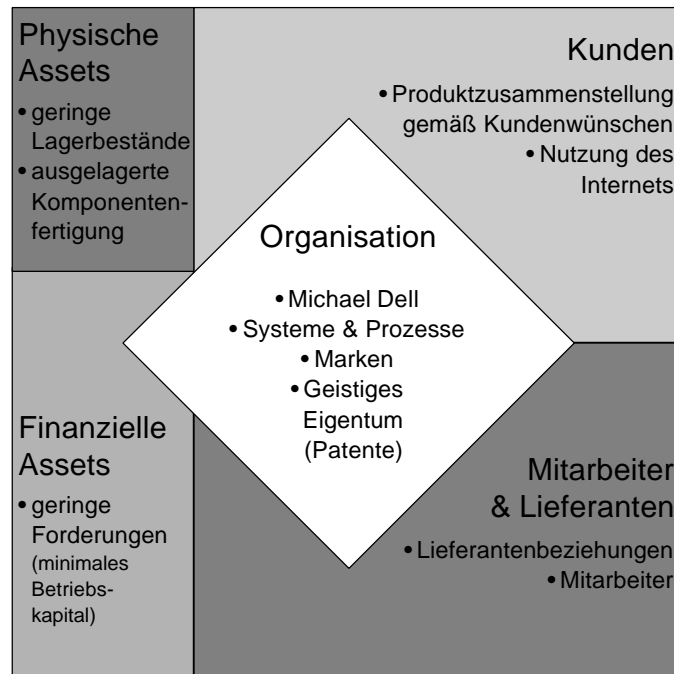 Physische
Assets
• geringe
Lagerbestände
• ausgelagerte
Komponenten-
fertigung
Kunden
• Produktzusammenstellung
gemäß Kundenwünschen
• Nutzung des
Internets
Organisation
• Michael Dell
• Systeme & Prozesse
• Marken
• Geistiges
Eigentum
(Patente)
Finanzielle
Assets
• geringe
Forderungen
(minimales
Betriebs-
kapital)
Mitarbeiter
& Lieferanten
• Lieferantenbeziehungen
• Mitarbeiter